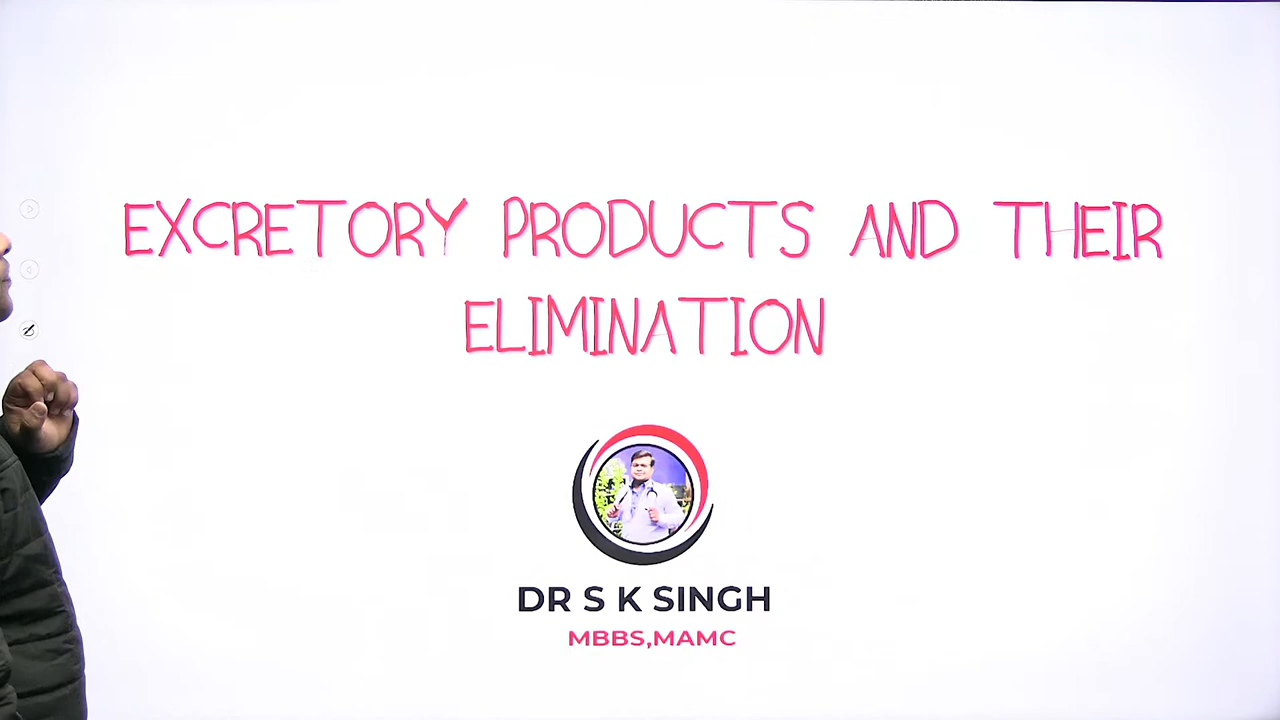 EXCRETORY PRODUCTS AND THEIR
ELIMINATION
DR S K SINGH
MBBS,MAMC